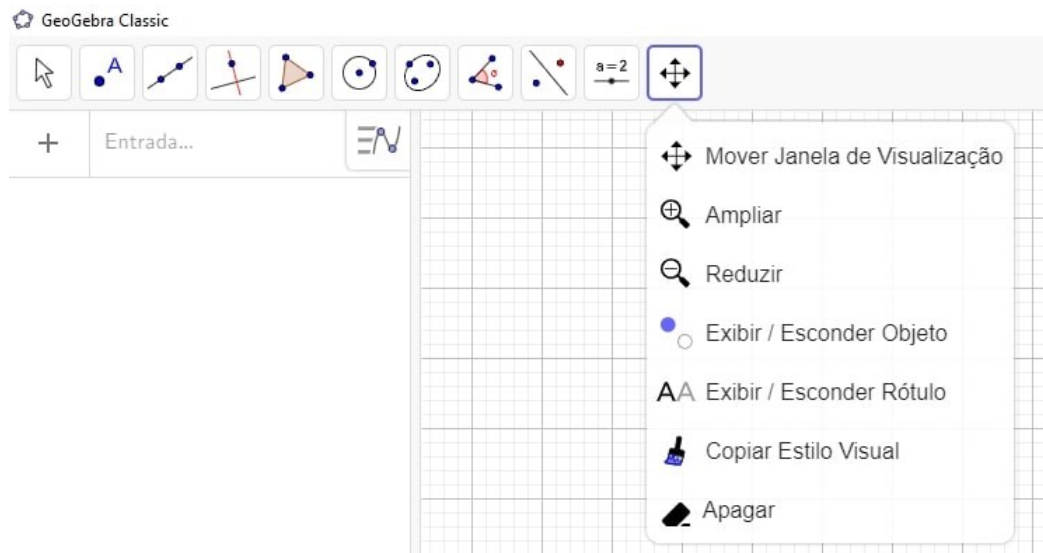 GeoGebra Classic
A
a=2
+ Entrada...
Mover Janela de Visualização
Ampliar
Reduzir
Exibir / Esconder Objeto
AA Exibir / Esconder Rótulo
Copiar Estilo Visual
Apagar